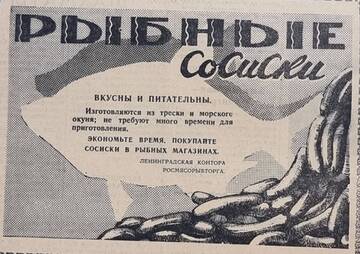 РЫБНЫЕ
СОСИСКИ
ВКУСНЫ И ПИТАТЕЛЬНЫ.
Изготовляются из трески и морского
окуня; не требуют много времени для
приготовления.
ЭКОНОМЬТЕ ВРЕМЯ, ПОКУПАЙТЕ
СОСИСКИ В РЫБНЫХ МАГАЗИНАХ.
ЛЕНИНГРАДСКАЯ КОНТОРА
РОСМЯСОРЫБТОРГА.